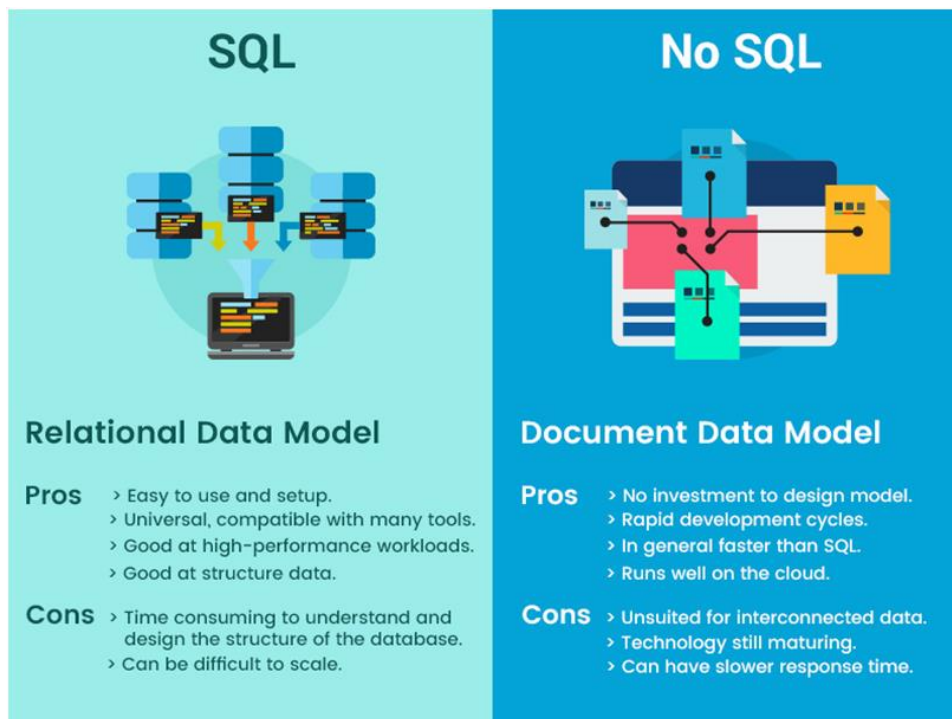 SQL
Relational Data Model
Pros
> Easy to use and setup.
> Universal, compatible with many tools.
> Good at high-performance workloads.
> Good at structure data.
Cons
> Time consuming to understand and
design the structure of the database.
> Can be difficult to scale.
No SQL
Document Data Model
Pros
> No investment to design model.
> Rapid development cycles.
> In general faster than SQL.
> Runs well on the cloud.
Cons
> Unsuited for interconnected data.
> Technology still maturing.
> Can have slower response time.